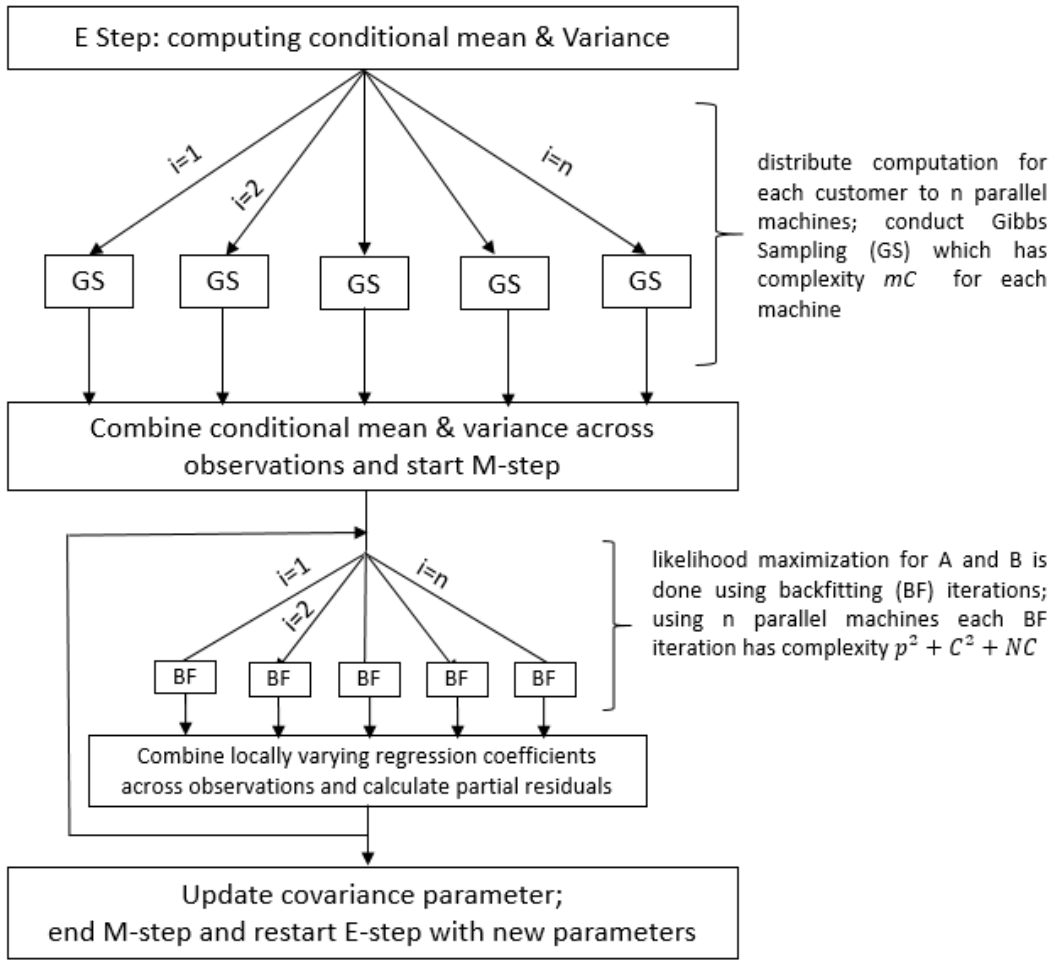 E Step: computing conditional mean & Variance
i=1
i=2
i=n
distribute computation for
each customer to n parallel
machines; conduct Gibbs
Sampling (GS) which has
complexity mC for each
machine
GS GS GS GS GS
Combine conditional mean & variance across
observations and start M-step
i=1
i=2
i=n
likelihood maximization for A and B is
done using backfitting (BF) iterations;
using n parallel machines each BF
iteration has complexity p² + C² + NC
BF BF BF BF BF
Combine locally varying regression coefficients
across observations and calculate partial residuals
Update covariance parameter;
end M-step and restart E-step with new parameters